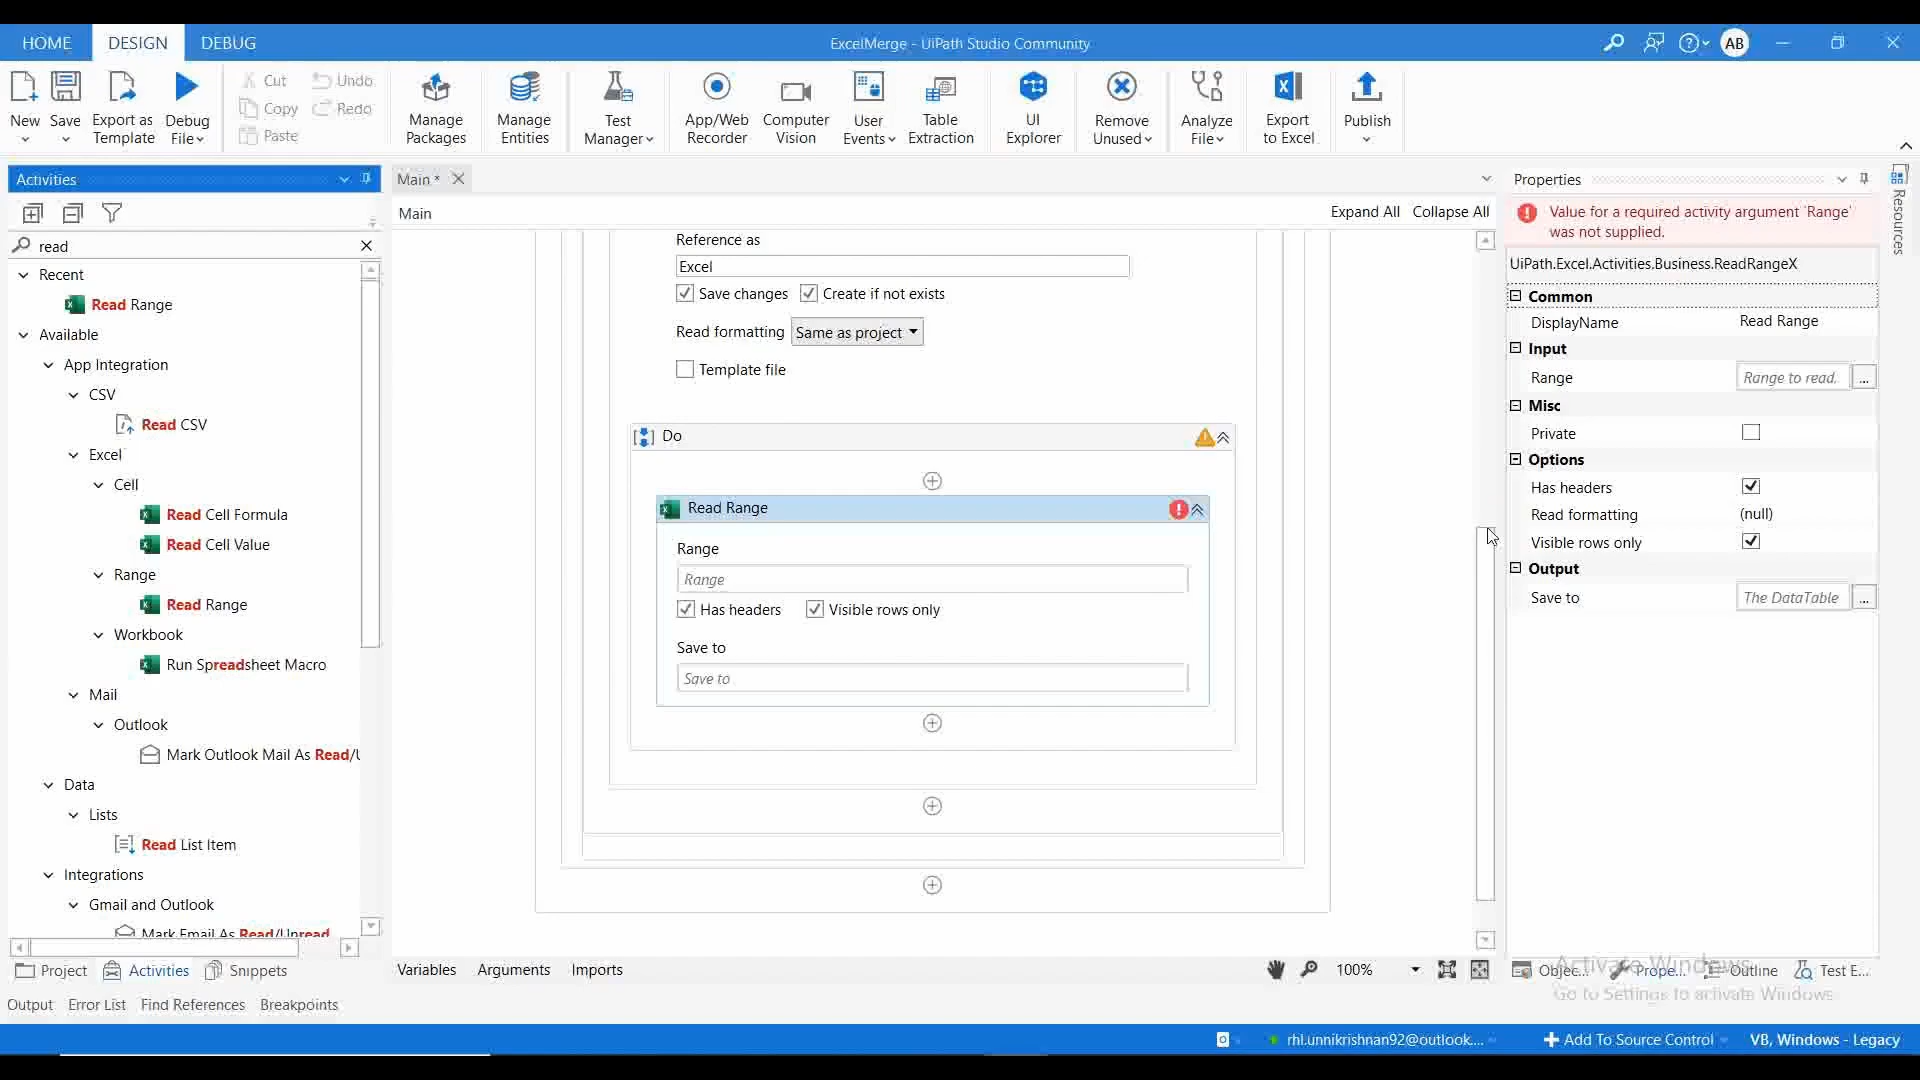 HOME DESIGN DEBUG
ExcelMerge - UiPath Studio Community
AB
New
Save
Export as
Template
Debug
File
Cut
Copy
Paste
Undo
Redo
Manage
Packages
Manage
Entities
Test
Manager
App/Web
Recorder
Computer
Vision
User
Events
Table
Extraction
UI
Explorer
Remove
Unused
Analyze
File
Export
to Excel
Publish
Activities
read
Recent
Read Range
Available
App Integration
CSV
Read CSV
Excel
Cell
Read Cell Formula
Read Cell Value
Range
Read Range
Workbook
Run Spreadsheet Macro
Mail
Outlook
Mark Outlook Mail As Read/U
Data
Lists
Read List Item
Integrations
Gmail and Outlook
Mark Email As Read/Unread
Project Activities Snippets
Main *
Main
Expand All Collapse All
Reference as
Excel
Save changes Create if not exists
Read formatting Same as project
Template file
Do
Read Range
Range
Range
Has headers Visible rows only
Save to
Save to
Variables Arguments Imports
100%
Properties
Value for a required activity argument 'Range'
was not supplied.
UiPath.Excel.Activities.Business.ReadRangeX
Common
DisplayName Read Range
Input
Range Range to read. ...
Misc
Private
Options
Has headers
Read formatting (null)
Visible rows only
Output
Save to The DataTable ...
Resources
Objec... Prope... Outline Test E...
Activate Windows
Go to Settings to activate Windows.
Output Error List Find References Breakpoints
rhl.unnikrishnan92@outlook....
Add To Source Control
VB, Windows - Legacy